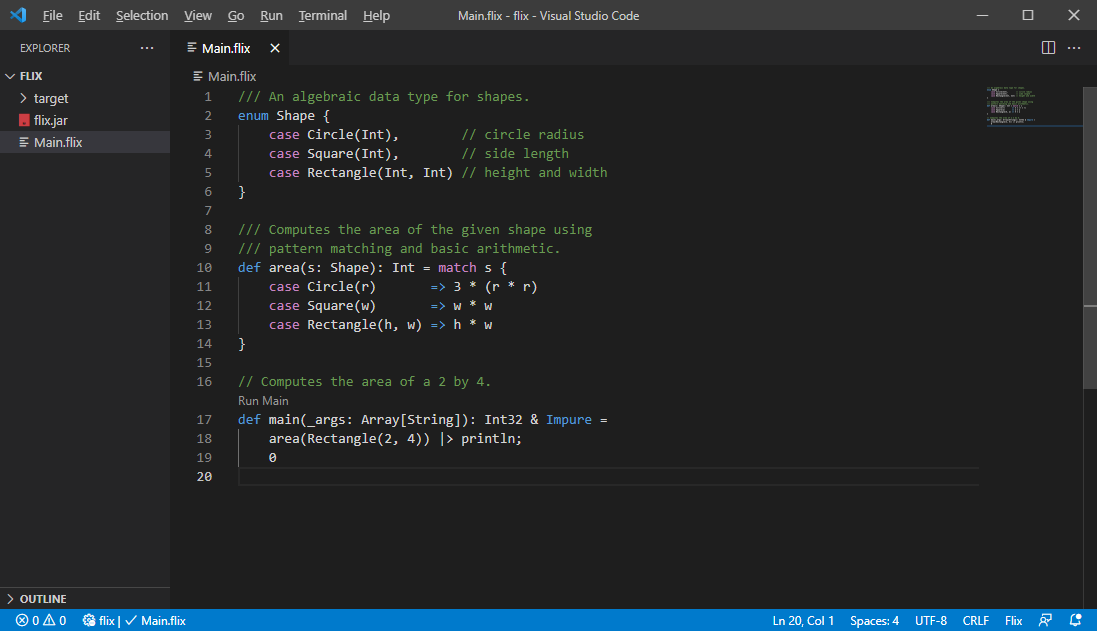 File Edit Selection View Go Run Terminal Help Main.flix - flix - Visual Studio Code
EXPLORER
FLIX
target
flix.jar
Main.flix
Main.flix
Main.flix
1 /// An algebraic data type for shapes.
2 enum Shape {
3 case Circle(Int), // circle radius
4 case Square(Int), // side length
5 case Rectangle(Int, Int) // height and width
6 }
7
8 /// Computes the area of the given shape using
9 /// pattern matching and basic arithmetic.
10 def area(s: Shape): Int = match s {
11 case Circle(r) => 3 * (r * r)
12 case Square(w) => w * w
13 case Rectangle(h, w) => h * w
14 }
15
16 // Computes the area of a 2 by 4.
Run Main
17 def main(_args: Array[String]): Int32 & Impure =
18 area(Rectangle(2, 4)) |> println;
19 0
20
OUTLINE
0 0 flix | Main.flix Ln 20, Col 1 Spaces: 4 UTF-8 CRLF Flix